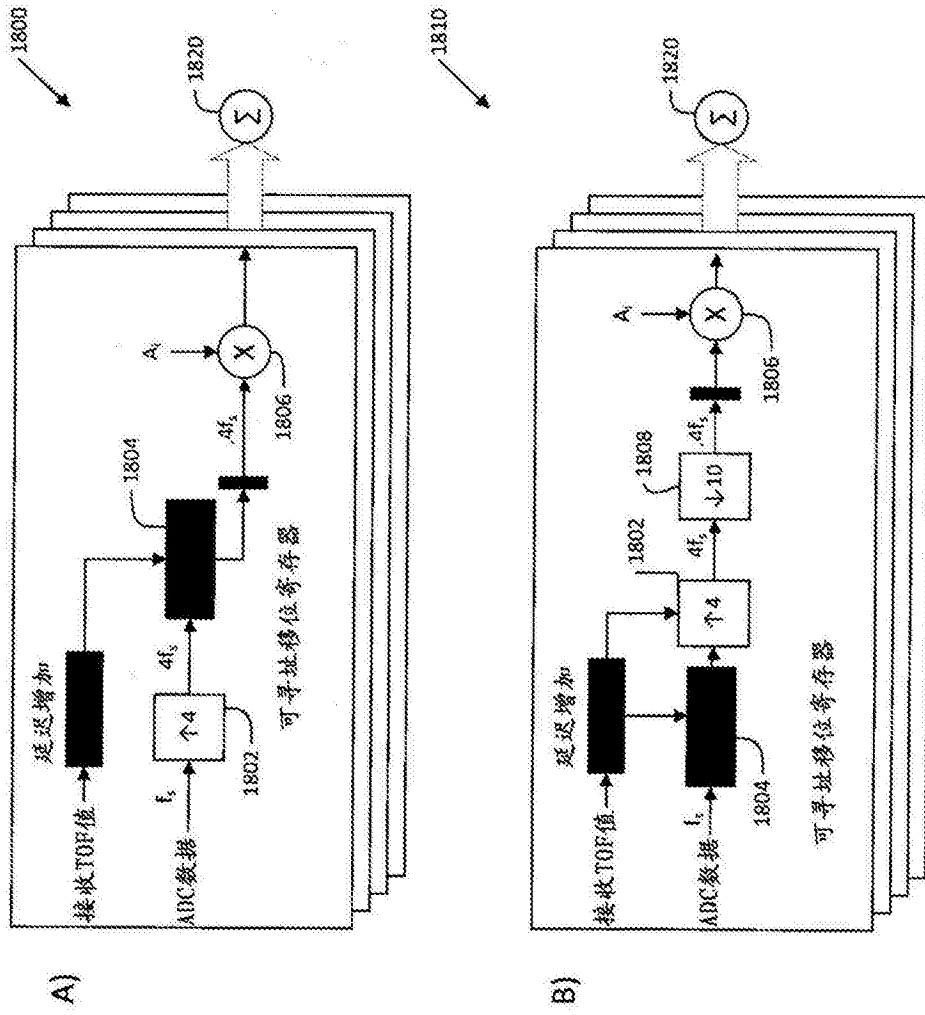 A)
1800
接收TOF值
延迟增加
ADC数据
fs
↑4
1802
4fs
1804
可寻址移位寄存器
.4fs
Ai
X
1806
Σ
1820
B)
1810
接收TOF值
延迟增加
ADC数据
fs
1804
可寻址移位寄存器
↑4
1802
4fs
↓10
1808
.4fs
Ai
X
1806
Σ
1820